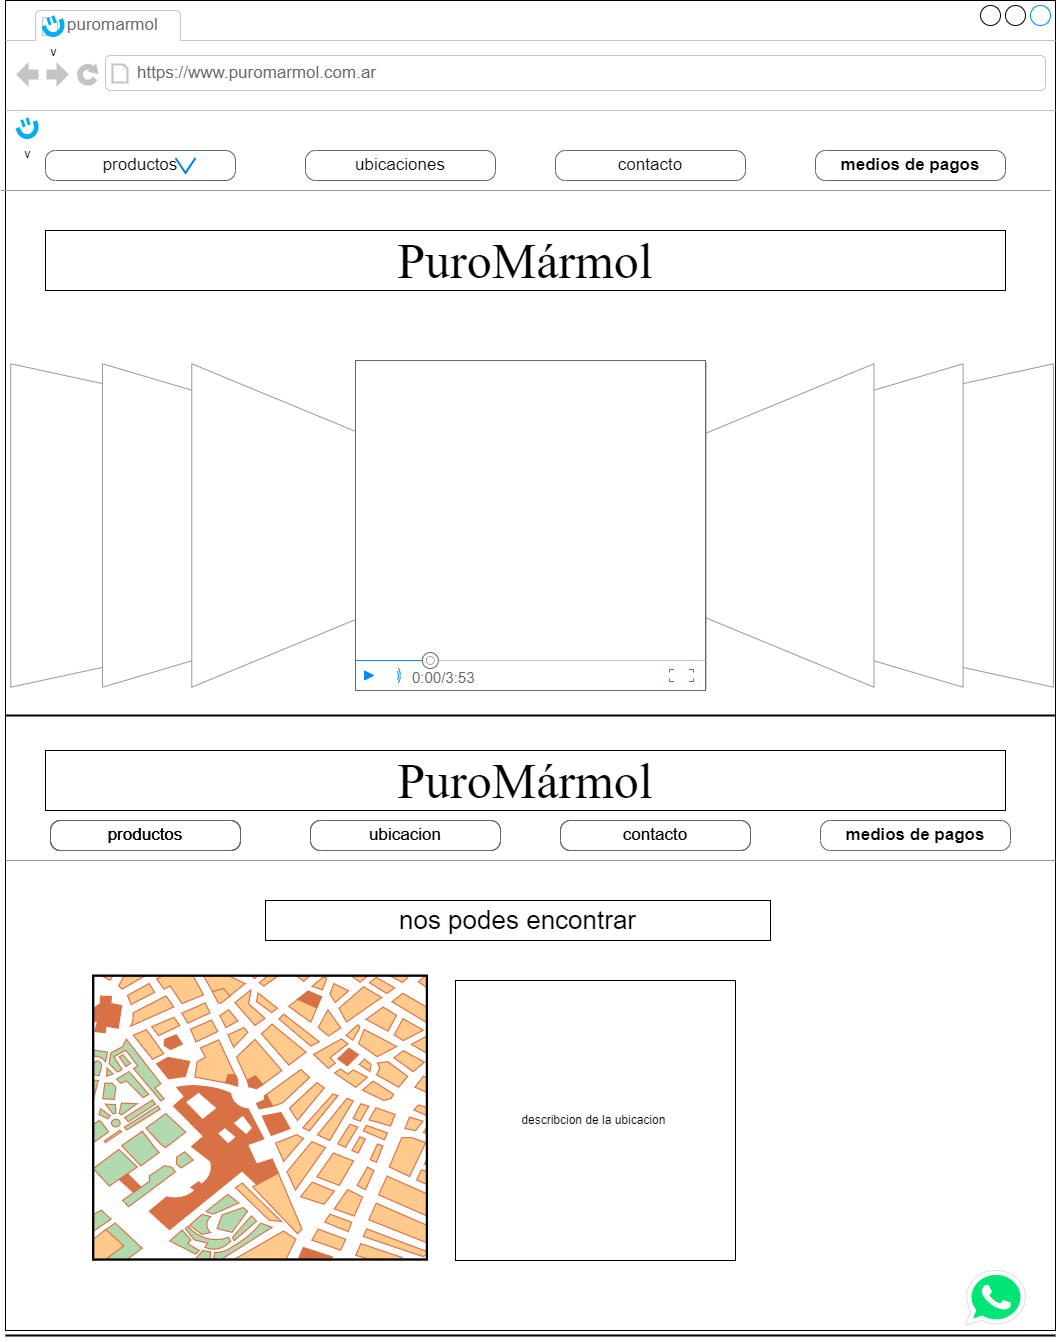 puromarmol
v
https://www.puromarmol.com.ar
v
productos
ubicaciones
contacto
medios de pagos
PuroMármol
0:00/3:53
PuroMármol
productos
ubicacion
contacto
medios de pagos
nos podes encontrar
describcion de la ubicacion